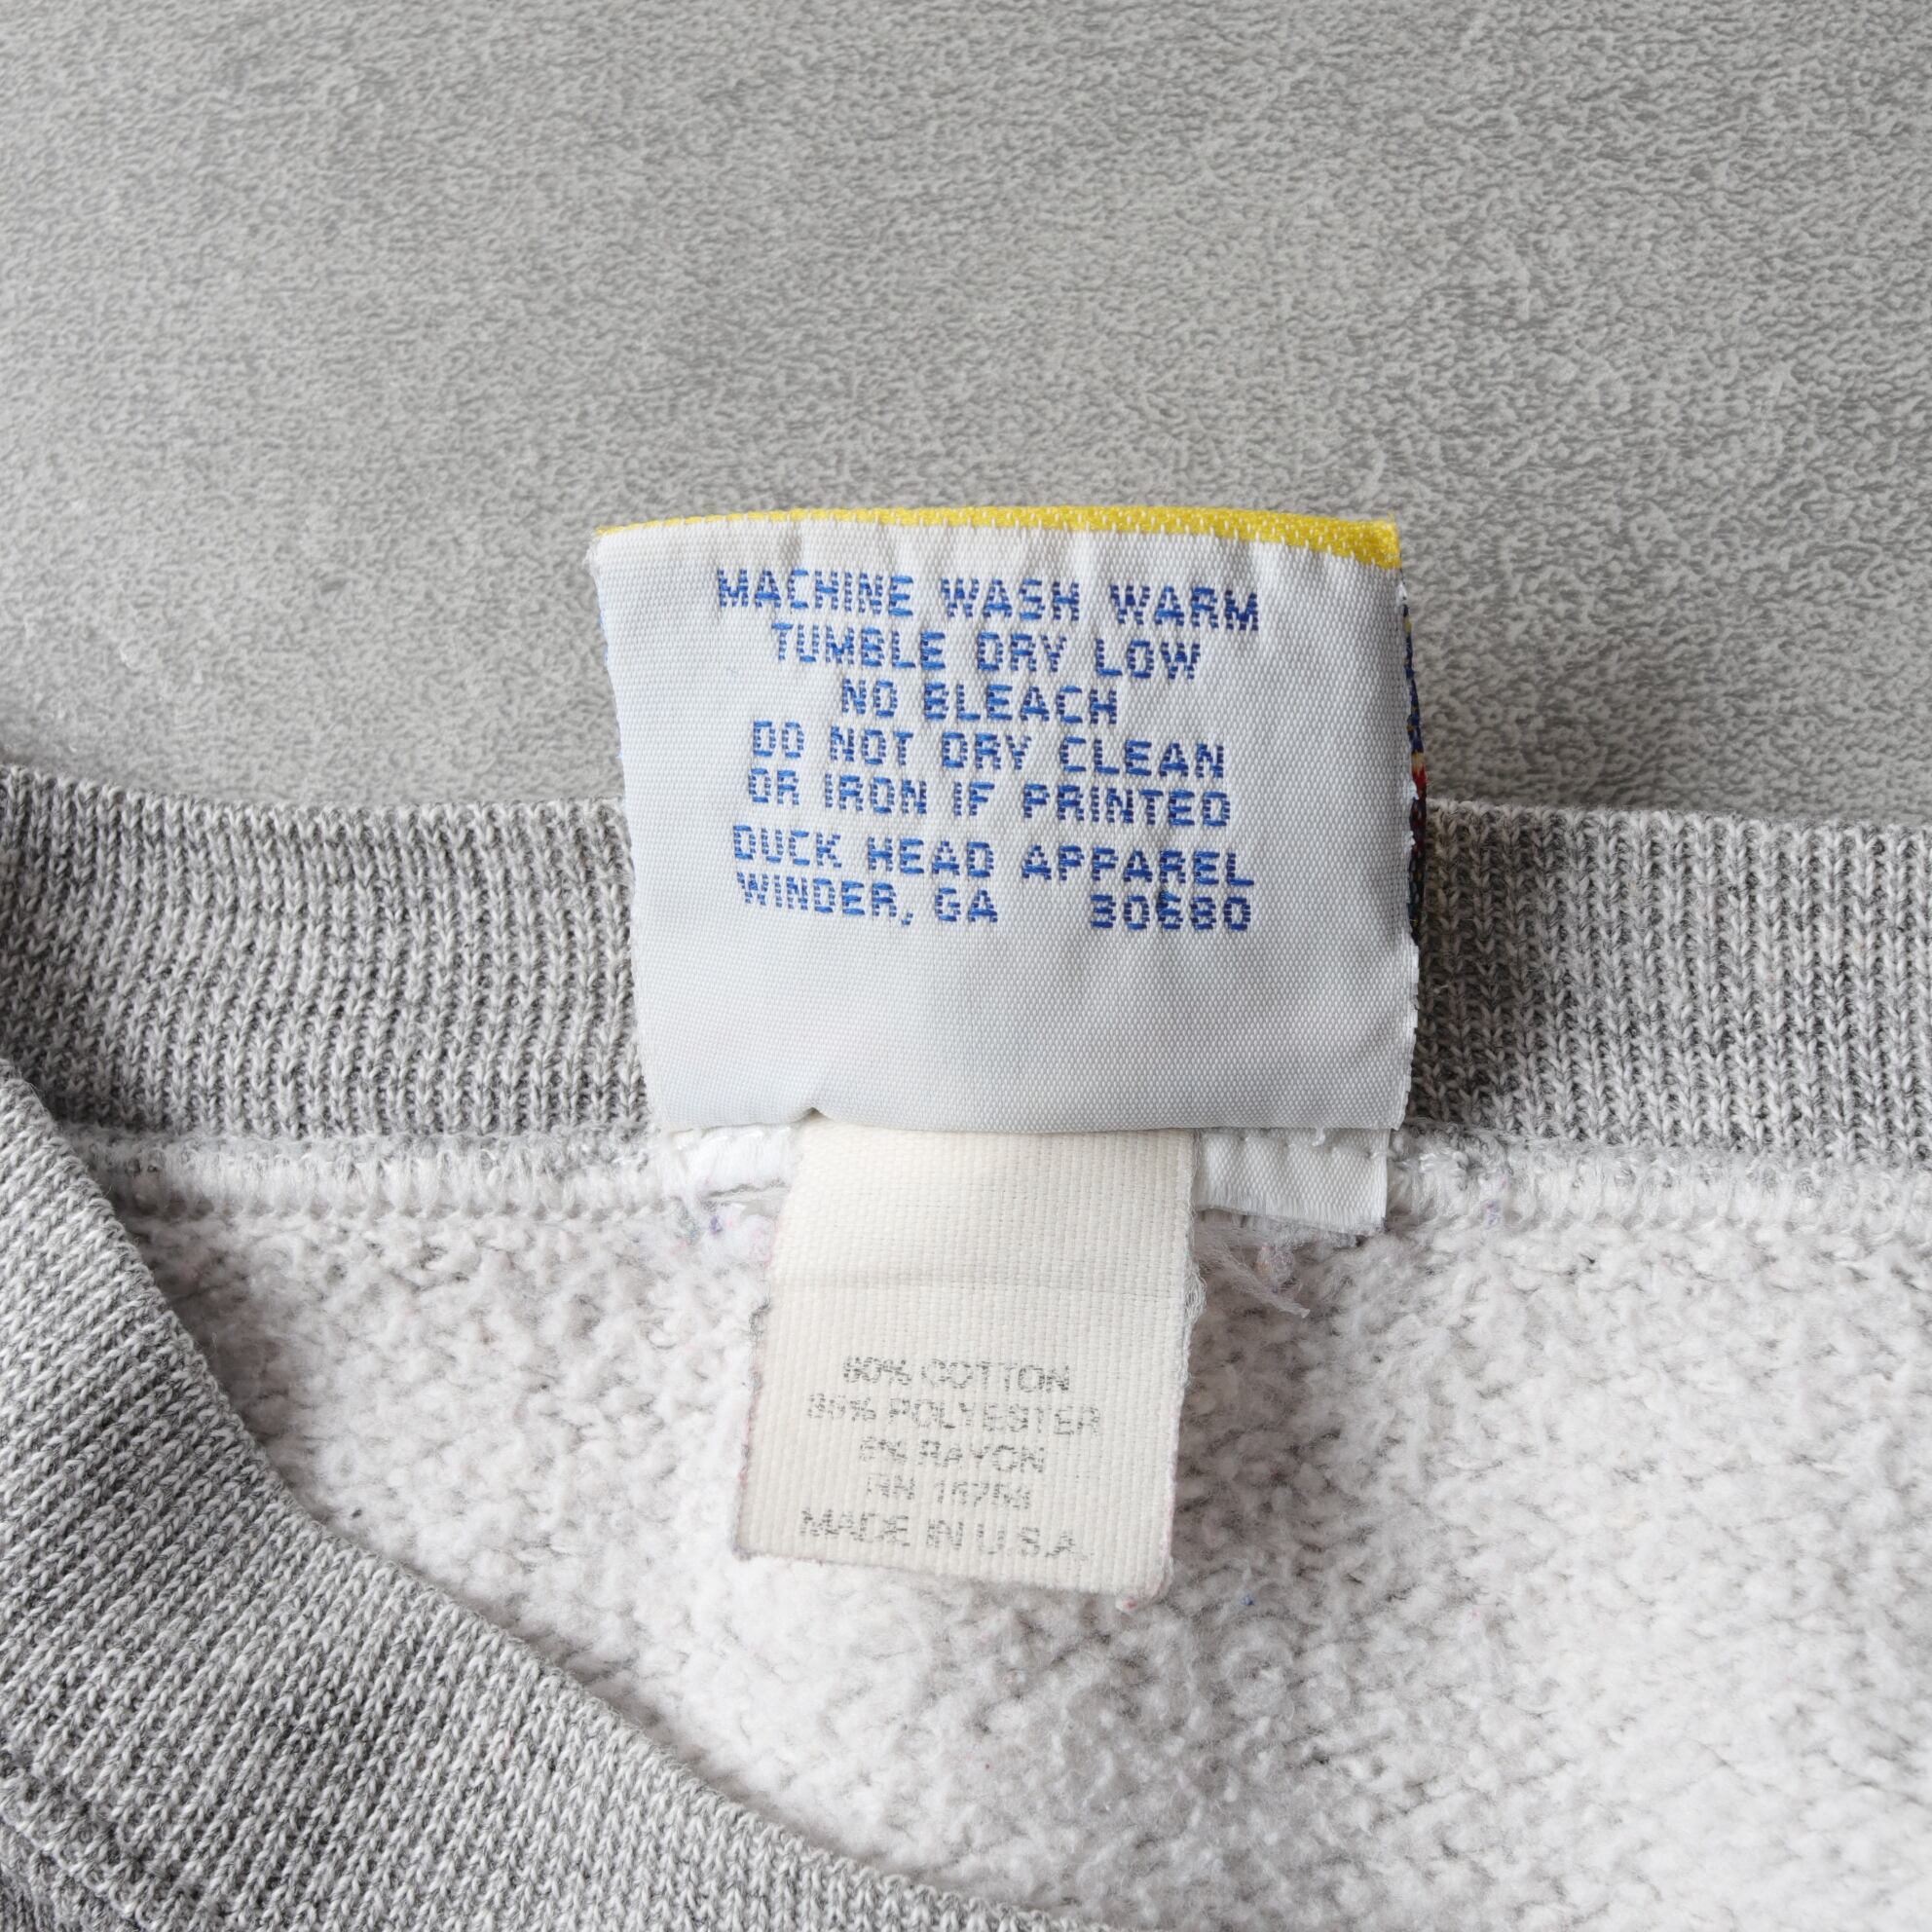 MACHINE WASH WARM
TUMBLE DRY LOW
NO BLEACH
DO NOT DRY CLEAN
OR IRON IF PRINTED
DUCK HEAD APPAREL
WINDER, GA 30680
COTTON
POLYESTER
RAYON
MADE IN U.S.A.